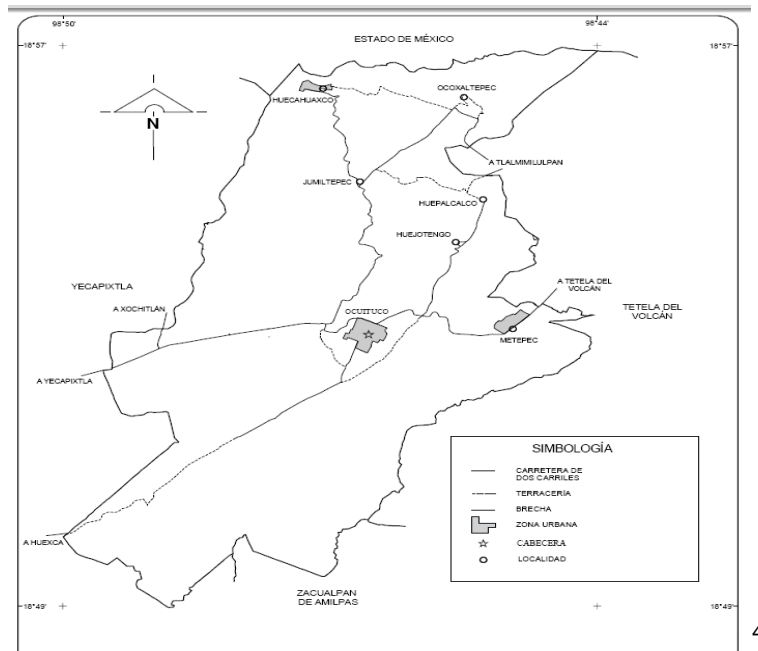 98°50'
98°44'
18°57'
ESTADO DE MÉXICO
18°57'
HUECAHUAXCO
OCOXALTEPEC
N
A TLALMIMILULPAN
JUMILTEPEC
HUEPALCALCO
HUEJOTENGO
YECAPIXTLA
A TETELA DEL
VOLCÁN
A XOCHITLÁN
OCUITUCO
TETELA DEL
VOLCÁN
METEPEC
A YECAPIXTLA
SIMBOLOGÍA
CARRETERA DE
DOS CARRILES
TERRACERÍA
BRECHA
ZONA URBANA
CABECERA
LOCALIDAD
A HUEXCA
ZACUALPAN
DE AMILPAS
18°49'
18°49'
4